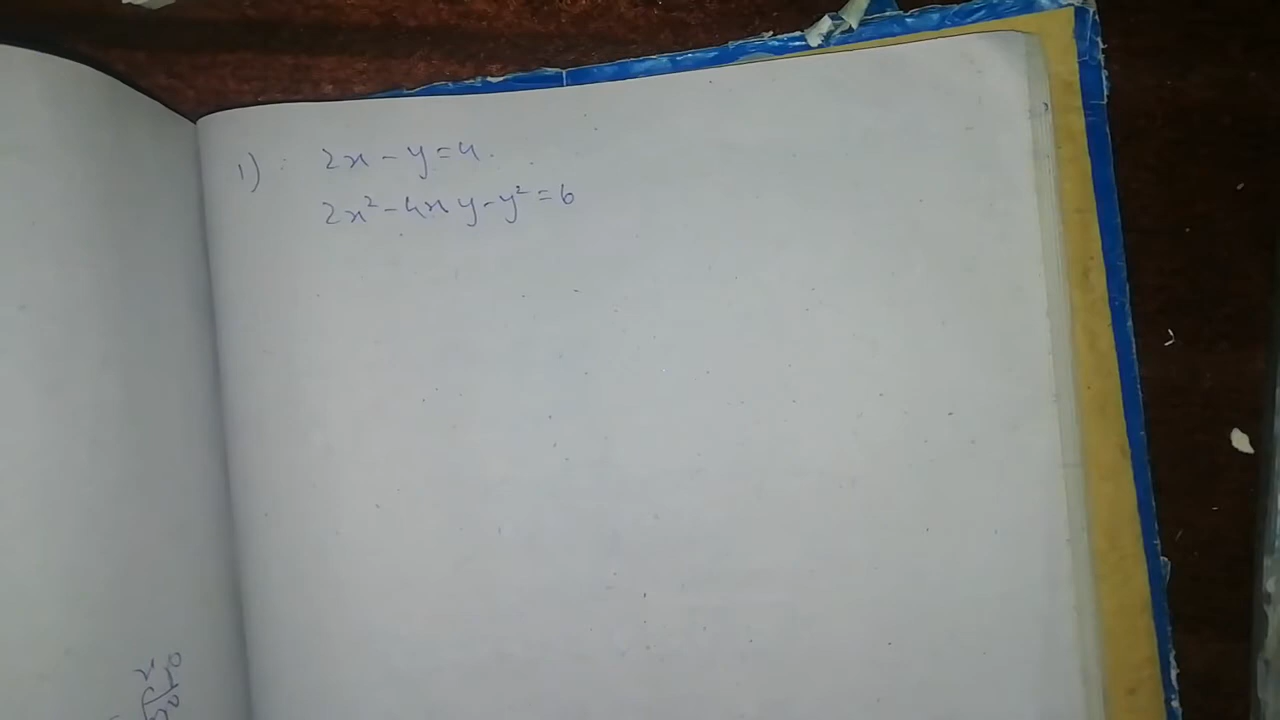 1) : 2x - y = 4.
2x² - 4xy - y² = 6